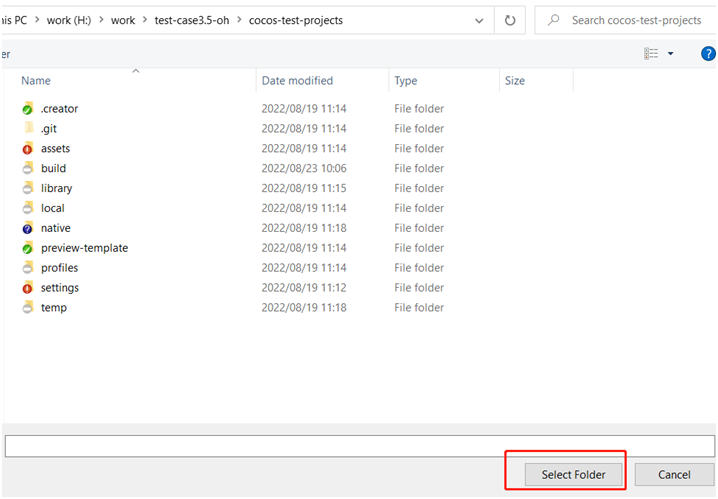 his PC > work (H:) > work > test-case3.5-oh > cocos-test-projects Search cocos-test-projects
er ?
Name Date modified Type Size
.creator 2022/08/19 11:14 File folder
.git 2022/08/19 11:14 File folder
assets 2022/08/19 11:14 File folder
build 2022/08/23 10:06 File folder
library 2022/08/19 11:15 File folder
local 2022/08/19 11:14 File folder
native 2022/08/19 11:18 File folder
preview-template 2022/08/19 11:14 File folder
profiles 2022/08/19 11:14 File folder
settings 2022/08/19 11:12 File folder
temp 2022/08/19 11:18 File folder
Select Folder Cancel